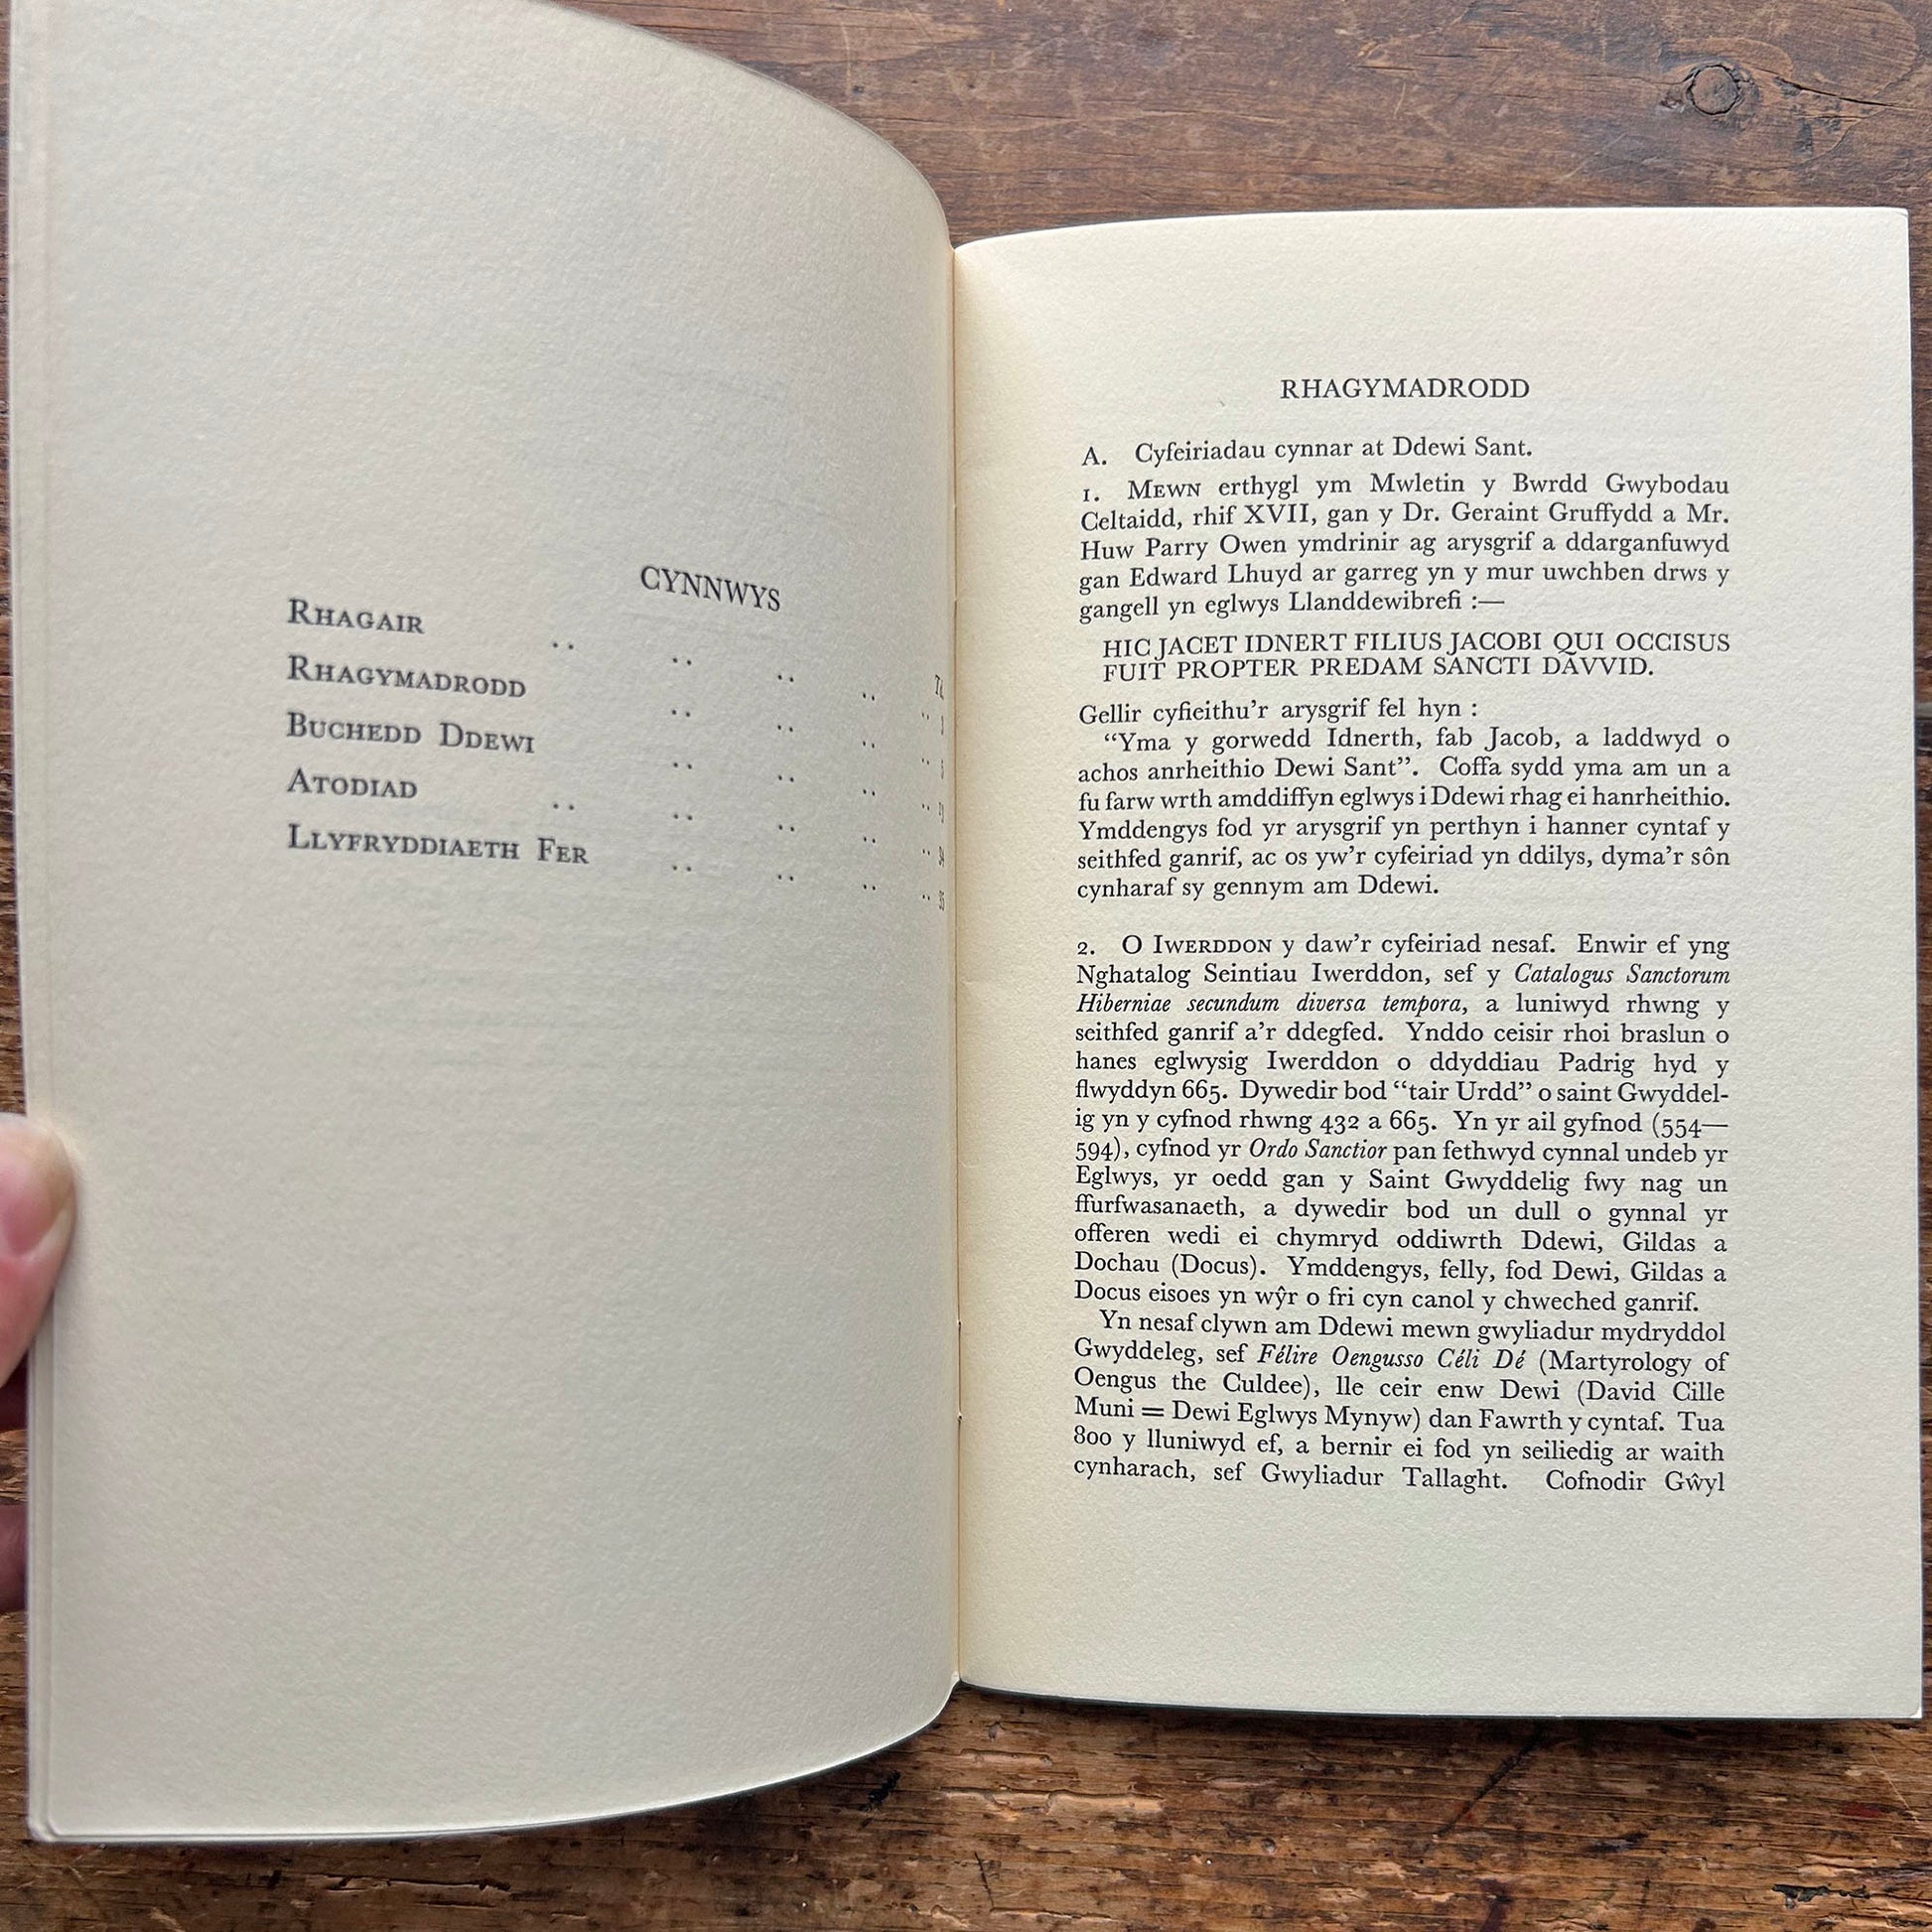 CYNNWYS
RHAGAIR .. .. .. ..
RHAGYMADRODD .. .. .. ..
BUCHEDD DDEWI .. .. .. ..
ATODIAD .. .. .. .. ..
LLYFRYDDIAETH FER .. .. .. ..
RHAGYMADRODD
A. Cyfeiriadau cynnar at Ddewi Sant.
1. MEWN erthygl ym Mwletin y Bwrdd Gwybodau
Celtaidd, rhif XVII, gan y Dr. Geraint Gruffydd a Mr.
Huw Parry Owen ymdrinir ag arysgrif a ddarganfuwyd
gan Edward Lhuyd ar garreg yn y mur uwchben drws y
gangell yn eglwys Llanddewibrefi :—
HIC JACET IDNERT FILIUS JACOBI QUI OCCISUS
FUIT PROPTER PREDAM SANCTI DAVVID.
Gellir cyfieithu'r arysgrif fel hyn :
“Yma y gorwedd Idnerth, fab Jacob, a laddwyd o
achos anrheithio Dewi Sant”. Coffa sydd yma am un a
fu farw wrth amddiffyn eglwys i Ddewi rhag ei hanrheithio.
Ymddengys fod yr arysgrif yn perthyn i hanner cyntaf y
seithfed ganrif, ac os yw'r cyfeiriad yn ddilys, dyma'r sôn
cynharaf sy gennym am Ddewi.
2. O IWERDDON y daw'r cyfeiriad nesaf. Enwir ef yng
Nghatalog Seintiau Iwerddon, sef y Catalogus Sanctorum
Hiberniae secundum diversa tempora, a luniwyd rhwng y
seithfed ganrif a'r ddegfed. Ynddo ceisir rhoi braslun o
hanes eglwysig Iwerddon o ddyddiau Padrig hyd y
flwyddyn 665. Dywedir bod “tair Urdd” o saint Gwyddel-
ig yn y cyfnod rhwng 432 a 665. Yn yr ail gyfnod (554—
594), cyfnod yr Ordo Sanctior pan fethwyd cynnal undeb yr
Eglwys, yr oedd gan y Saint Gwyddelig fwy nag un
ffurfwasanaeth, a dywedir bod un dull o gynnal yr
offeren wedi ei chymryd oddiwrth Ddewi, Gildas a
Dochau (Docus). Ymddengys, felly, fod Dewi, Gildas a
Docus eisoes yn wŷr o fri cyn canol y chweched ganrif.
Yn nesaf clywn am Ddewi mewn gwyliadur mydryddol
Gwyddeleg, sef Félire Oengusso Céli Dé (Martyrology of
Oengus the Culdee), lle ceir enw Dewi (David Cille
Muni = Dewi Eglwys Mynyw) dan Fawrth y cyntaf. Tua
800 y lluniwyd ef, a bernir ei fod yn seiliedig ar waith
cynharach, sef Gwyliadur Tallaght. Cofnodir Gŵyl